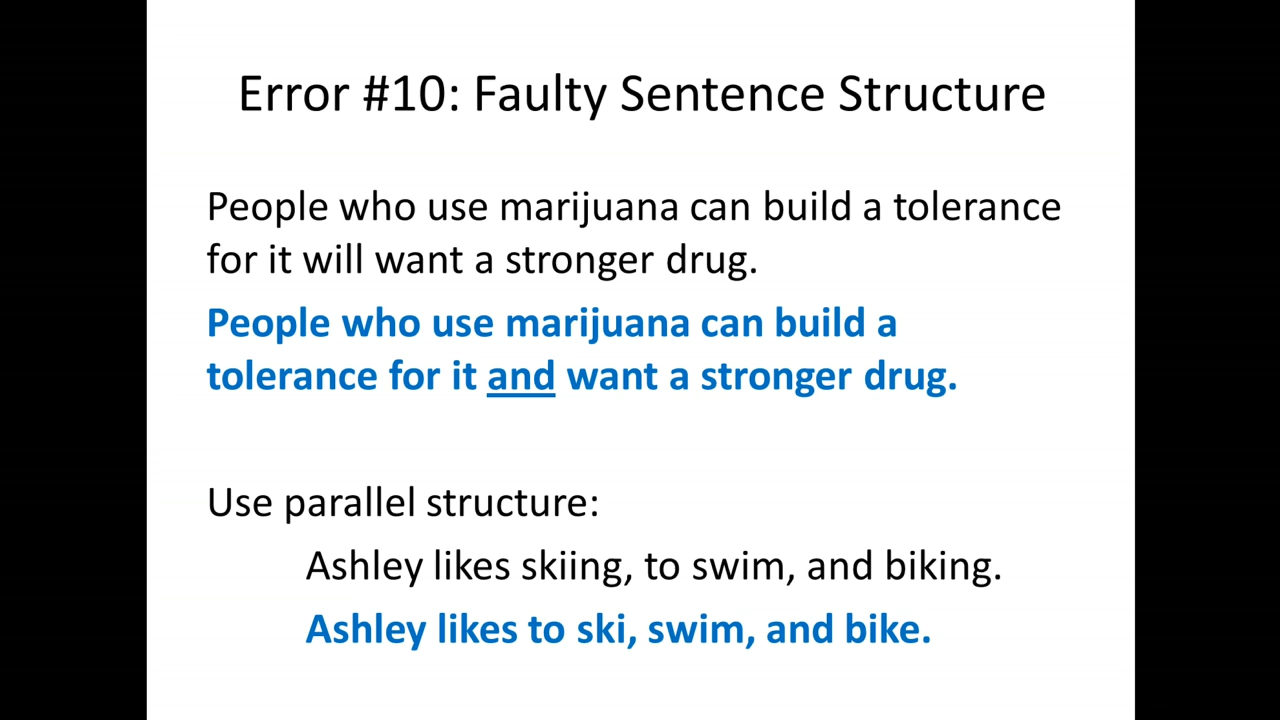 Error #10: Faulty Sentence Structure
People who use marijuana can build a tolerance
for it will want a stronger drug.
People who use marijuana can build a
tolerance for it and want a stronger drug.
Use parallel structure:
Ashley likes skiing, to swim, and biking.
Ashley likes to ski, swim, and bike.